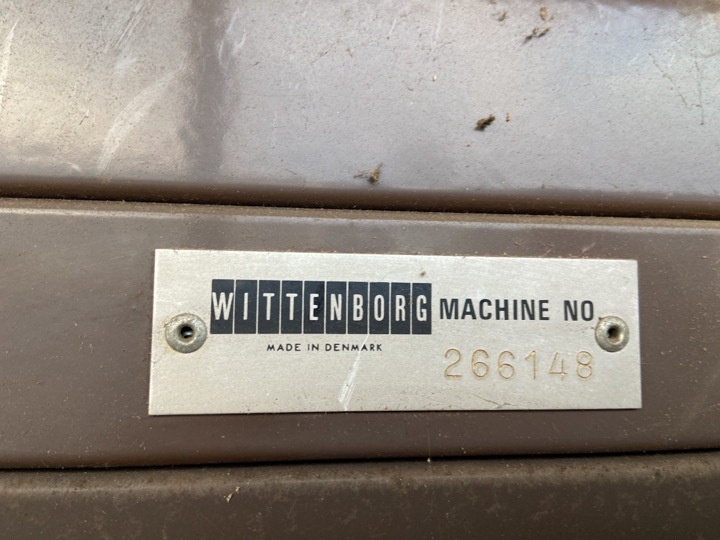 WITTENBORG MACHINE NO.
MADE IN DENMARK
266148